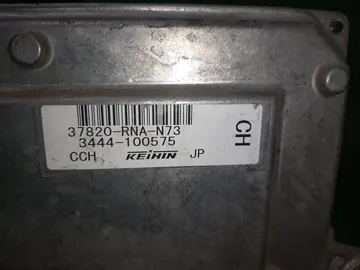 37820-RNA-N73
3444-100575
CCH KEIHIN JP
CH